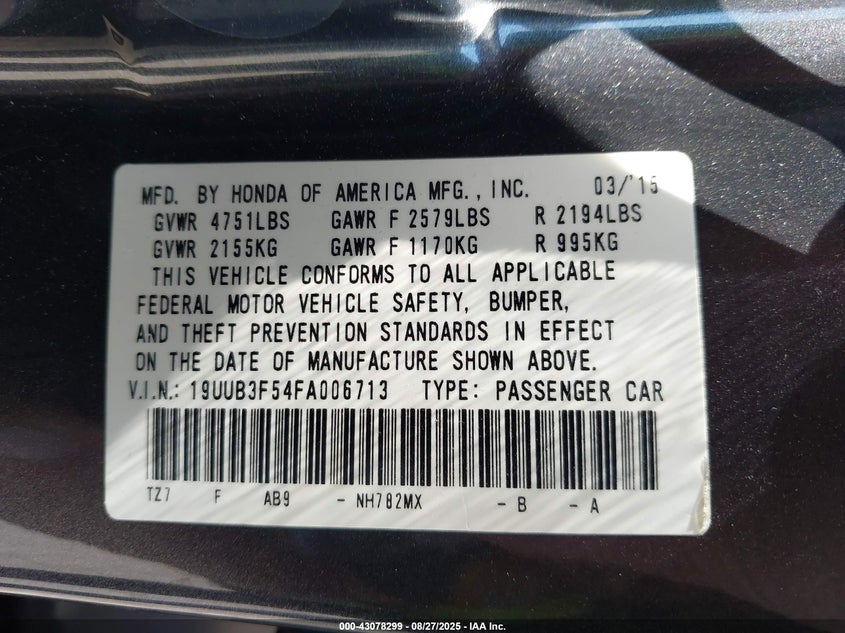 MFD. BY HONDA OF AMERICA MFG., INC. 03/'15
GVWR 4751LBS GAWR F 2579LBS R 2194LBS
GVWR 2155KG GAWR F 1170KG R 995KG
THIS VEHICLE CONFORMS TO ALL APPLICABLE
FEDERAL MOTOR VEHICLE SAFETY, BUMPER,
AND THEFT PREVENTION STANDARDS IN EFFECT
ON THE DATE OF MANUFACTURE SHOWN ABOVE.
V.I.N.: 19UUB3F54FA006713 TYPE: PASSENGER CAR
TZ7 F AB9 - NH782MX - B - A
000-43078299 - 08/27/2025 - IAA Inc.